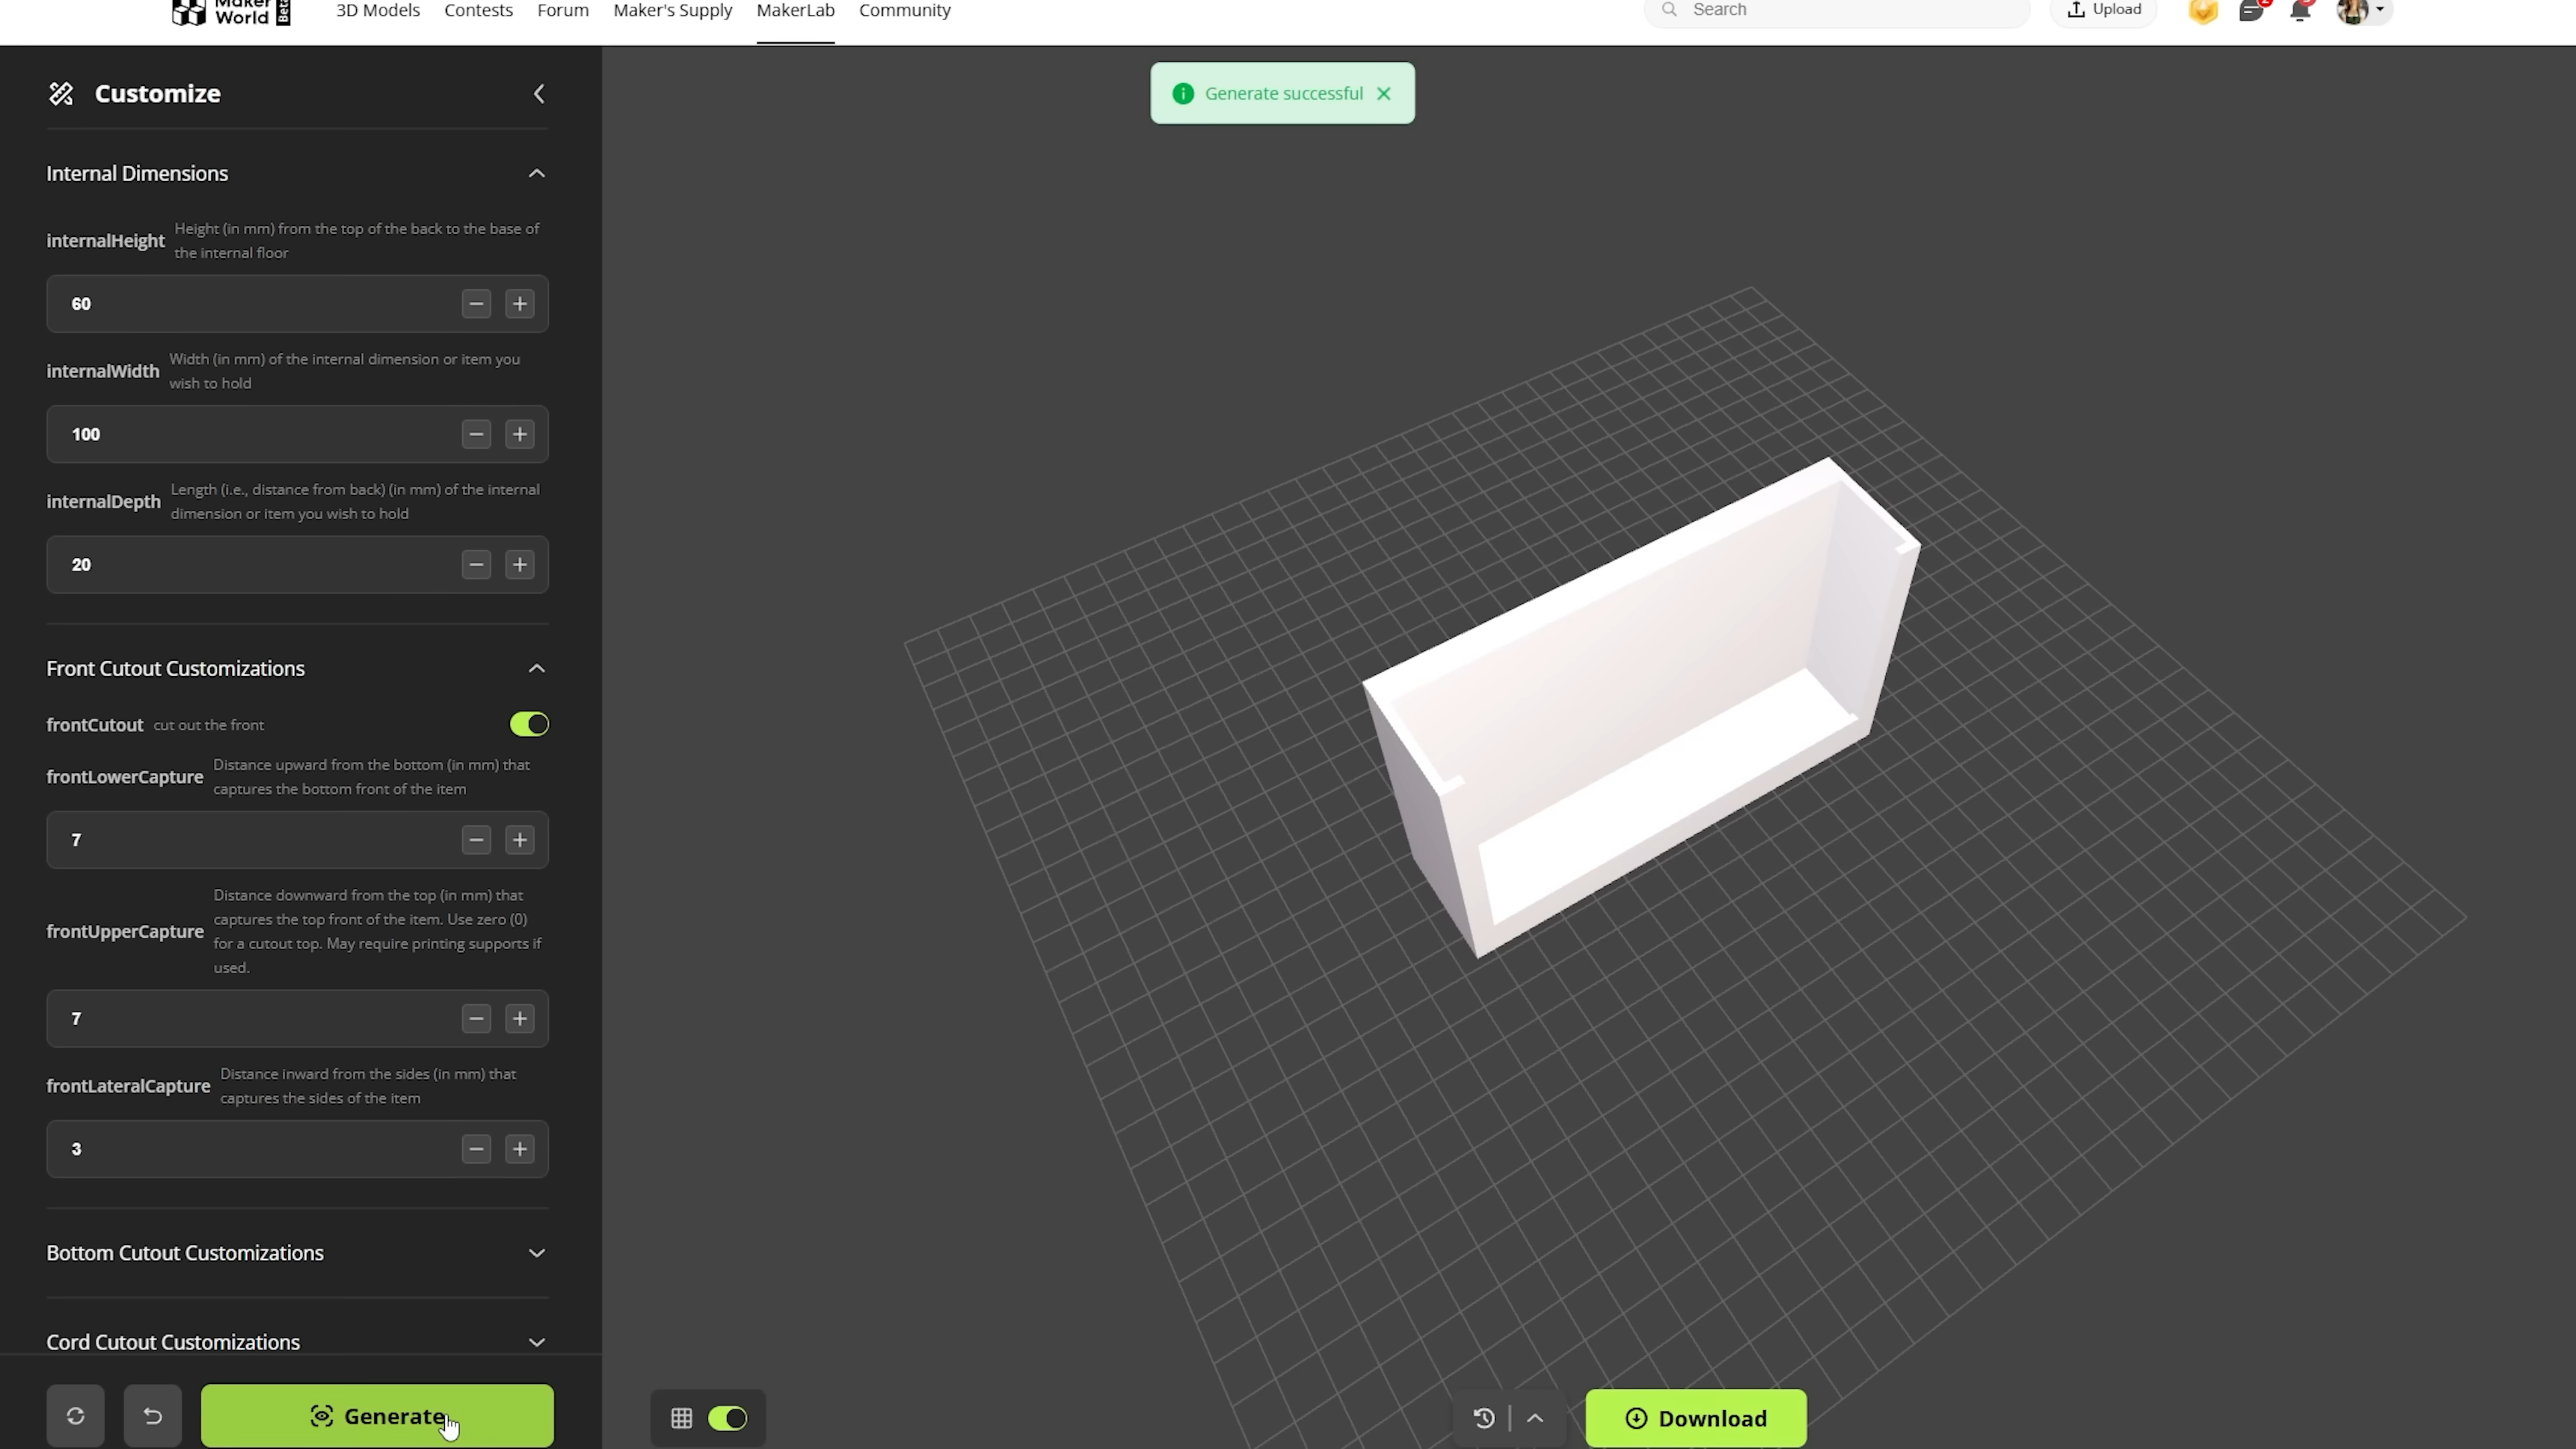 Maker
World Beta
3D Models Contests Forum Maker's Supply MakerLab Community
Search
Upload
2
Customize
Generate successful
Internal Dimensions
internalHeight Height (in mm) from the top of the back to the base of
the internal floor
60
internalWidth Width (in mm) of the internal dimension or item you
wish to hold
100
internalDepth Length (i.e., distance from back) (in mm) of the internal
dimension or item you wish to hold
20
Front Cutout Customizations
frontCutout cut out the front
frontLowerCapture Distance upward from the bottom (in mm) that
captures the bottom front of the item
7
frontUpperCapture Distance downward from the top (in mm) that
captures the top front of the item. Use zero (0)
for a cutout top. May require printing supports if
used.
7
frontLateralCapture Distance inward from the sides (in mm) that
captures the sides of the item
3
Bottom Cutout Customizations
Cord Cutout Customizations
Generate
Download